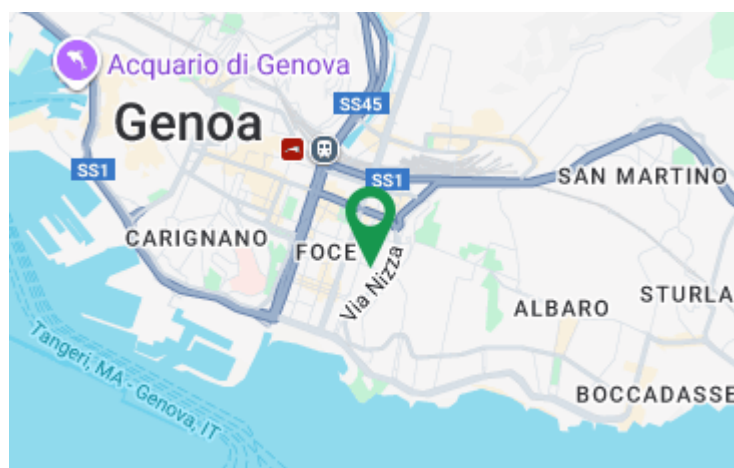 Acquario di Genova
Genoa
SS45
SS1
SS1
SAN MARTINO
CARIGNANO
FOCE
Via Nizza
ALBARO
STURLA
Tangeri, MA - Genova, IT
BOCCADASSE